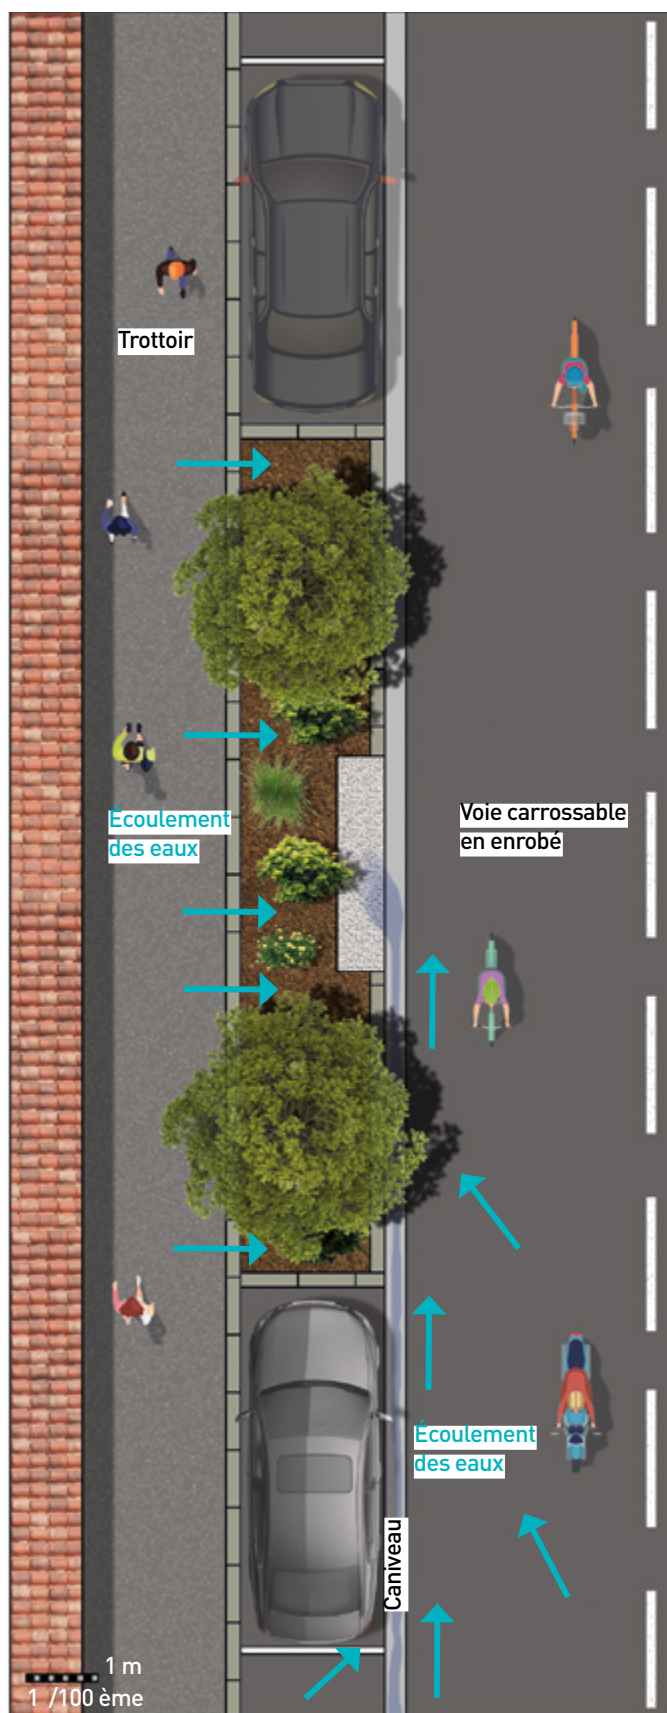 Trottoir
Écoulement
des eaux
Voie carrossable
en enrobé
Écoulement
des eaux
Caniveau
1 m
1 /100 ème